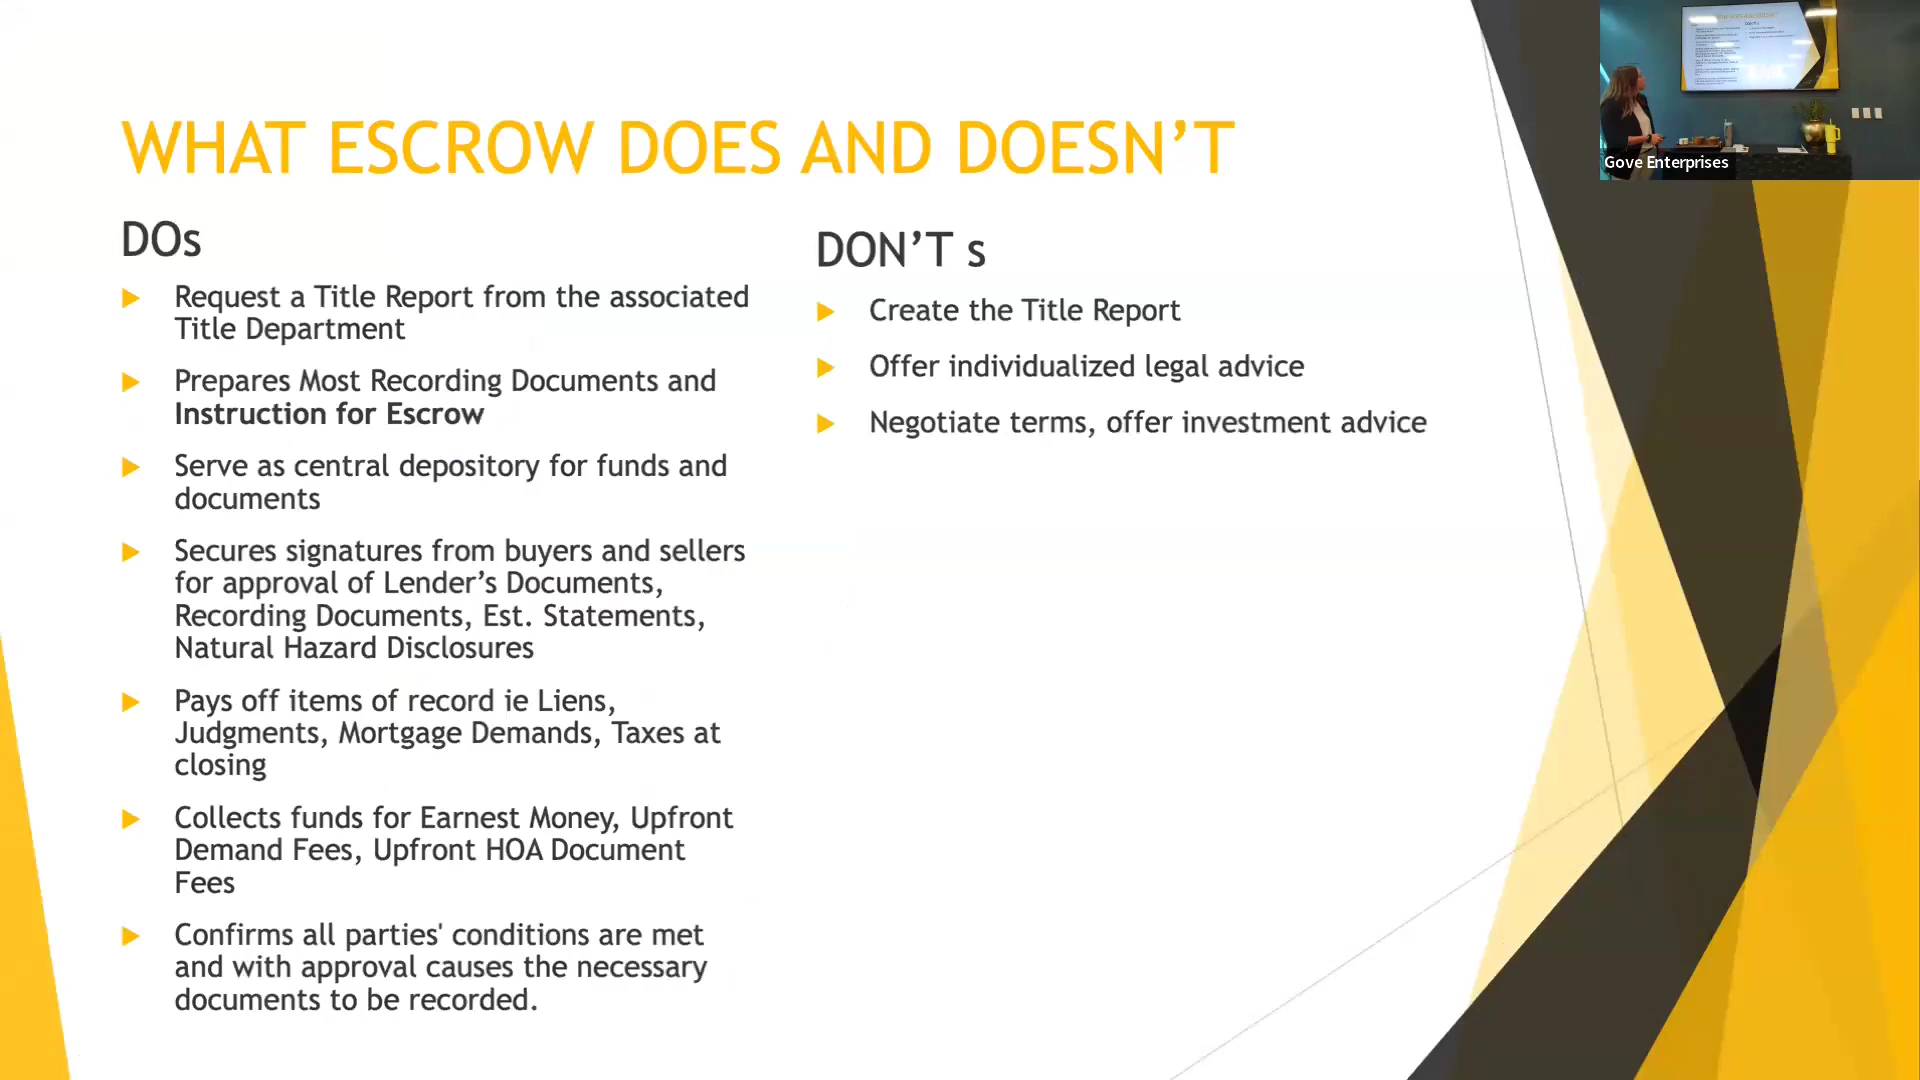 WHAT ESCROW DOES AND DOESN’T
DOs
Request a Title Report from the associated
Title Department
Prepares Most Recording Documents and
Instruction for Escrow
Serve as central depository for funds and
documents
Secures signatures from buyers and sellers
for approval of Lender’s Documents,
Recording Documents, Est. Statements,
Natural Hazard Disclosures
Pays off items of record ie Liens,
Judgments, Mortgage Demands, Taxes at
closing
Collects funds for Earnest Money, Upfront
Demand Fees, Upfront HOA Document
Fees
Confirms all parties' conditions are met
and with approval causes the necessary
documents to be recorded.
DON’T s
Create the Title Report
Offer individualized legal advice
Negotiate terms, offer investment advice
Gove Enterprises